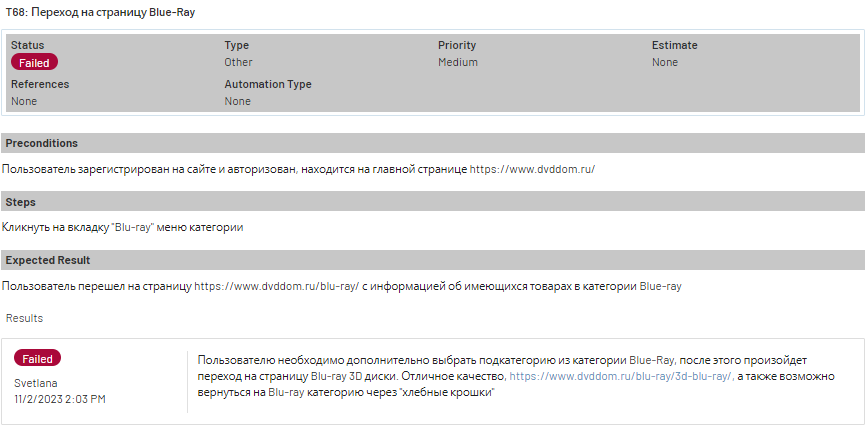 T68: Переход на страницу Blue-Ray
Status Type Priority Estimate
Failed Other Medium None
References Automation Type
None None
Preconditions
Пользователь зарегистрирован на сайте и авторизован, находится на главной странице https://www.dvddom.ru/
Steps
Кликнуть на вкладку "Blu-ray" меню категории
Expected Result
Пользователь перешел на страницу https://www.dvddom.ru/blu-ray/ с информацией об имеющихся товарах в категории Blue-ray
Results
Failed
Svetlana
11/2/2023 2:03 PM
Пользователю необходимо дополнительно выбрать подкатегорию из категории Blue-Ray, после этого произойдет
переход на страницу Blu-ray 3D диски. Отличное качество, https://www.dvddom.ru/blu-ray/3d-blu-ray/, а также возможно
вернуться на Blu-ray категорию через "хлебные крошки"